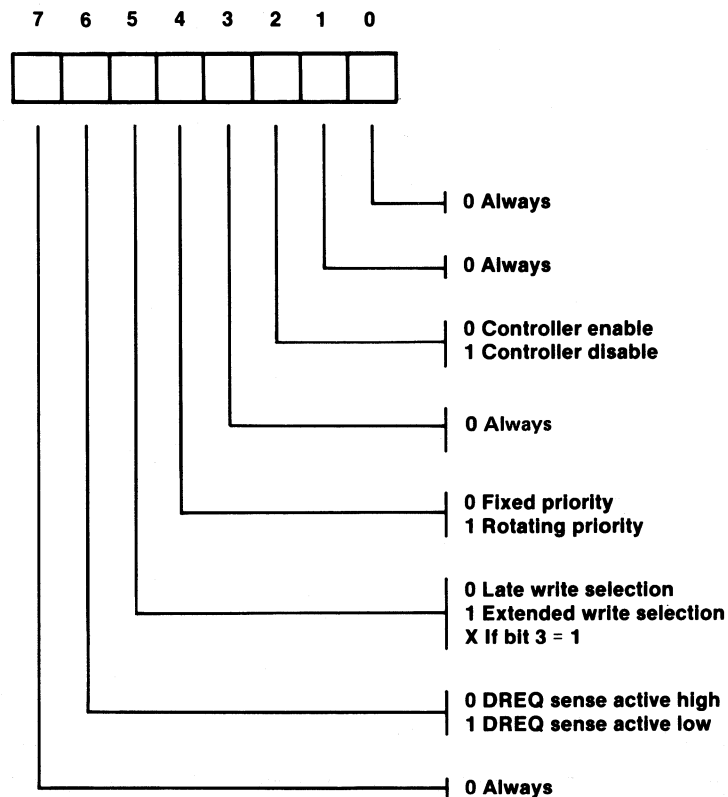 7 6 5 4 3 2 1 0
0 Always
0 Always
0 Controller enable
1 Controller disable
0 Always
0 Fixed priority
1 Rotating priority
0 Late write selection
1 Extended write selection
X If bit 3 = 1
0 DREQ sense active high
1 DREQ sense active low
0 Always